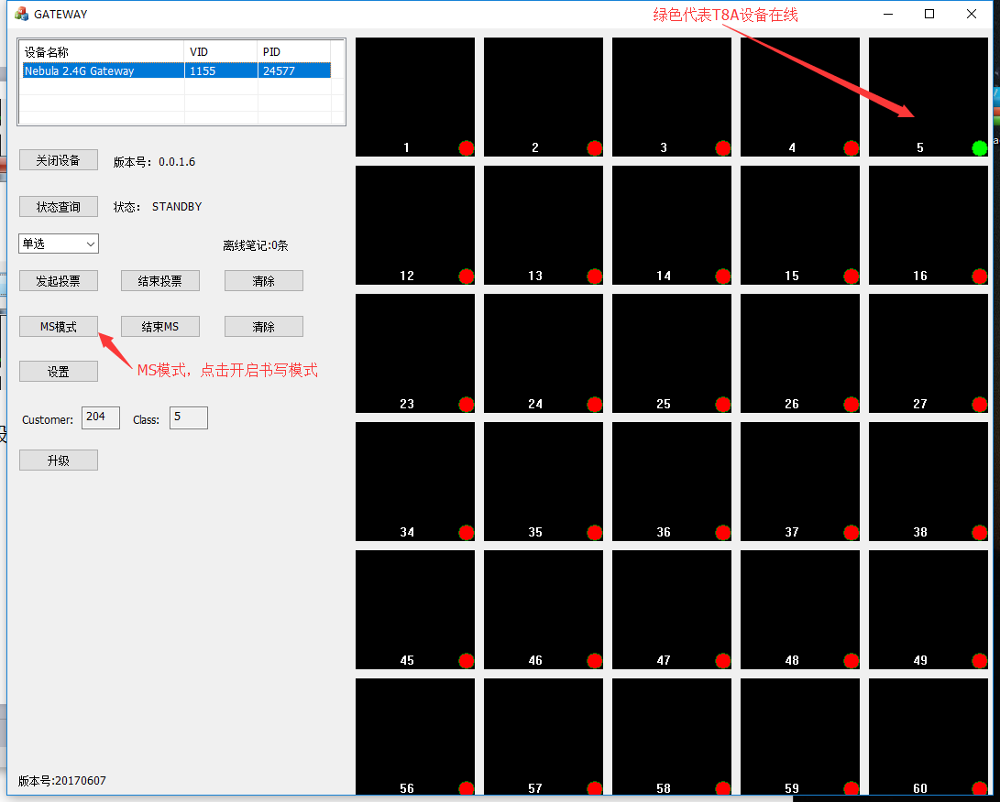 GATEWAY
绿色代表T8A设备在线
设备名称 VID PID
Nebula 2.4G Gateway 1155 24577
关闭设备 版本号: 0.0.1.6
状态查询 状态: STANDBY
单选 离线笔记:0条
发起投票 结束投票 清除
MS模式 结束MS 清除
MS模式，点击开启书写模式
设置
Customer: 204 Class: 5
升级
版本号:20170607
1 2 3 4 5
12 13 14 15 16
23 24 25 26 27
34 35 36 37 38
45 46 47 48 49
56 57 58 59 60